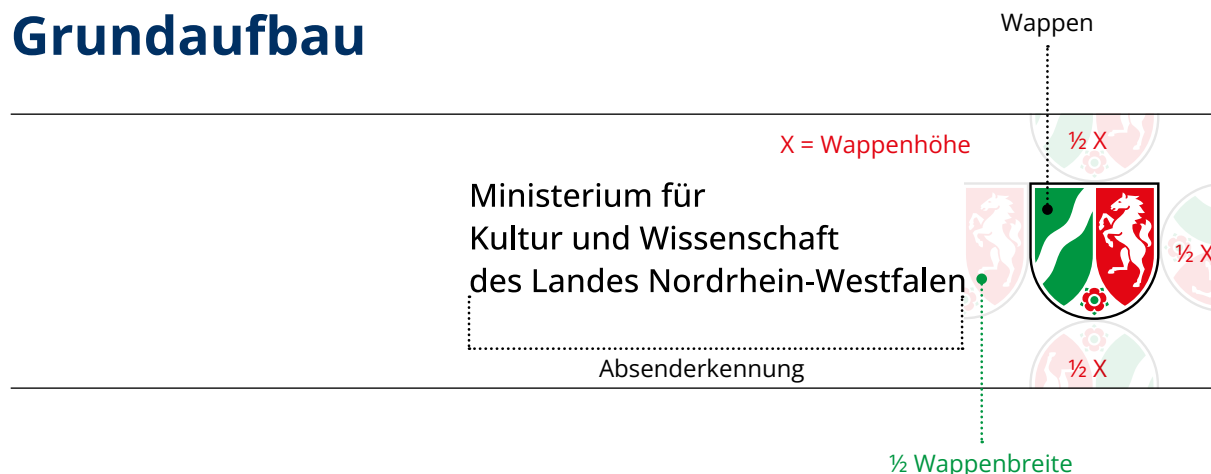 Grundaufbau
Wappen
X = Wappenhöhe
½ X
Ministerium für
Kultur und Wissenschaft
des Landes Nordrhein-Westfalen
½ X
Absenderkennung
½ X
½ Wappenbreite